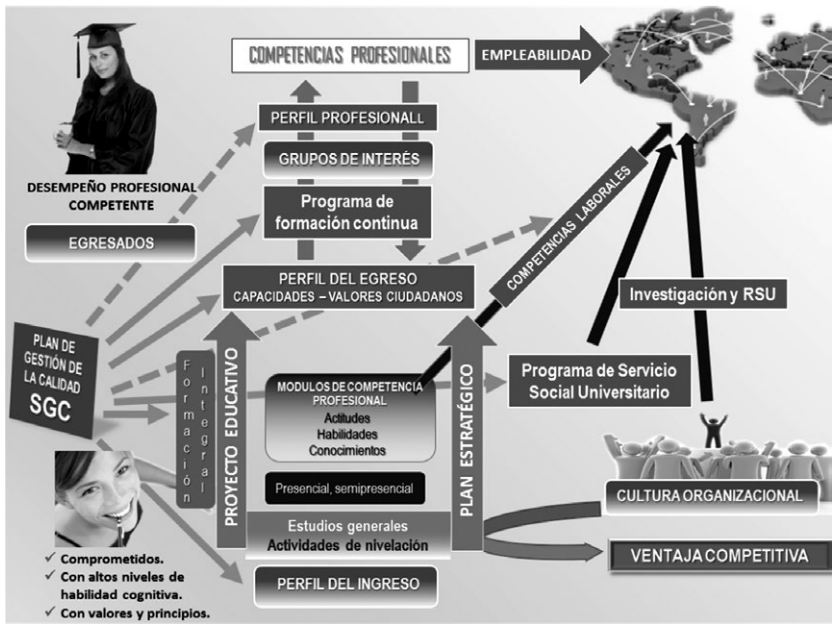 COMPETENCIAS PROFESIONALES
EMPLEABILIDAD
PERFIL PROFESIONALL
GRUPOS DE INTERÉS
DESEMPEÑO PROFESIONAL
COMPETENTE
EGRESADOS
Programa de
formación continua
COMPETENCIAS LABORALES
PERFIL DEL EGRESO
CAPACIDADES – VALORES CIUDADANOS
Investigación y RSU
PLAN DE
GESTIÓN DE
LA CALIDAD
SGC
Formación
Integral
PROYECTO EDUCATIVO
MODULOS DE COMPETENCIA
PROFESIONAL
Actitudes
Habilidades
Conocimientos
PLAN ESTRATÉGICO
Programa de Servicio
Social Universitario
Presencial, semipresencial
CULTURA ORGANIZACIONAL
Estudios generales
Actividades de nivelación
VENTAJA COMPETITIVA
PERFIL DEL INGRESO
✓ Comprometidos.
✓ Con altos niveles de
habilidad cognitiva.
✓ Con valores y principios.